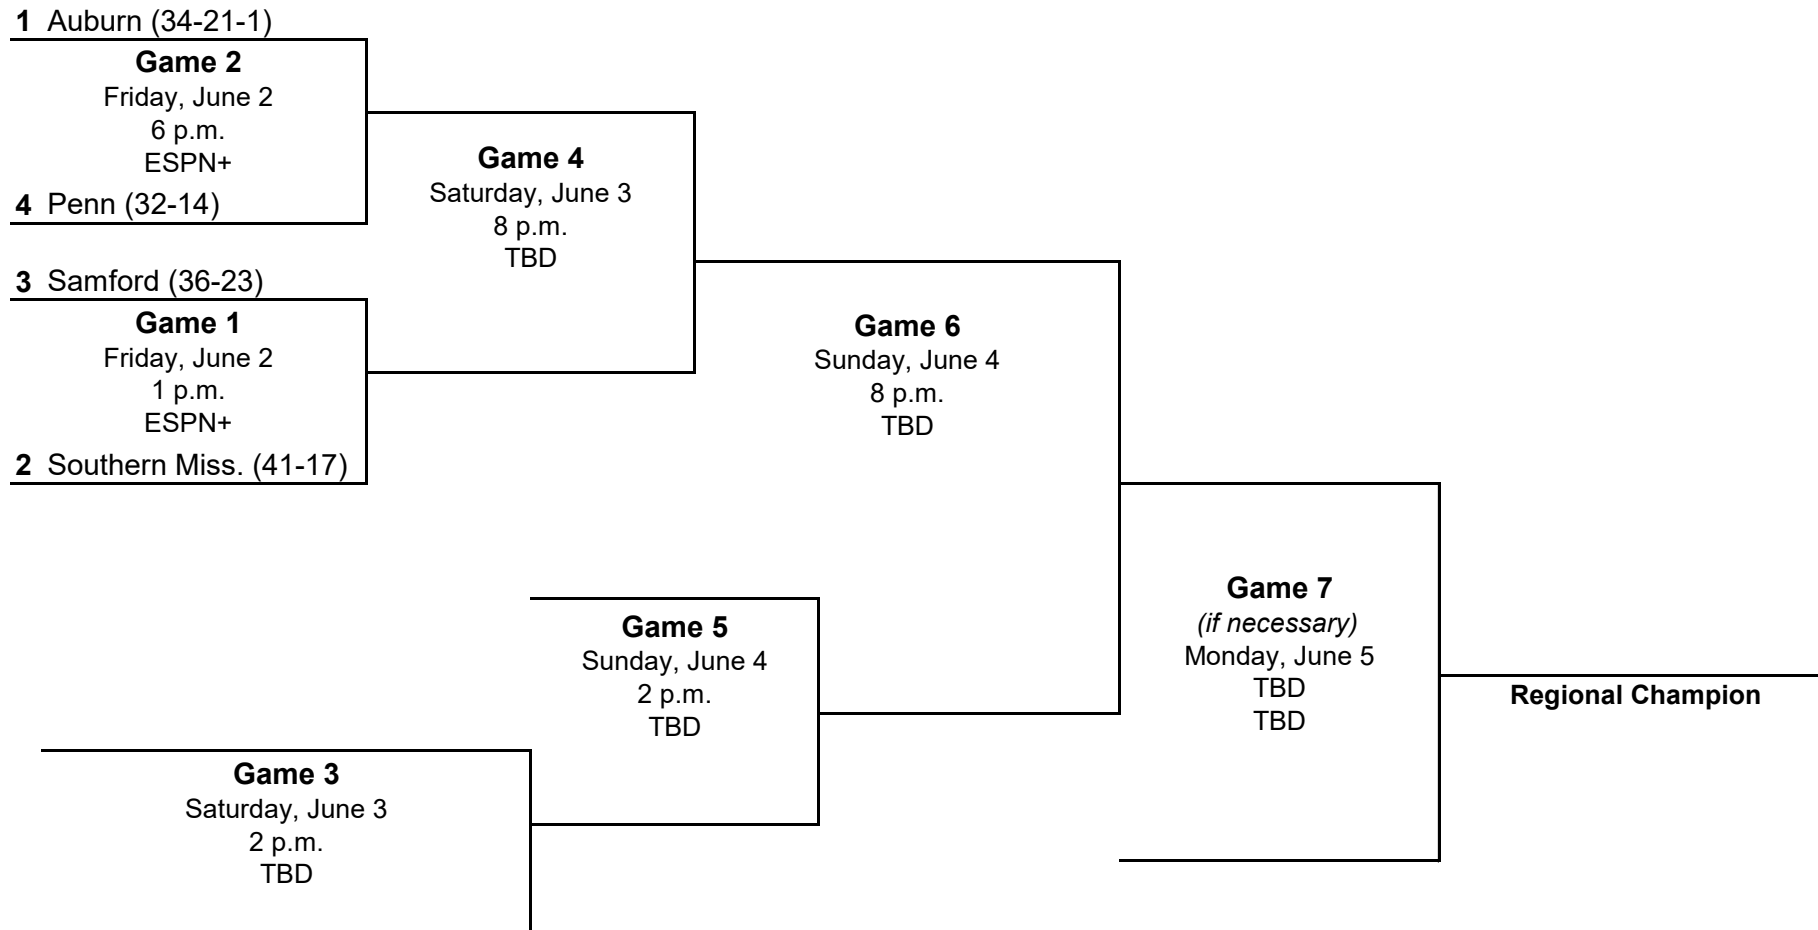 1 Auburn (34-21-1)
Game 2
Friday, June 2
6 p.m.
ESPN+
4 Penn (32-14)
3 Samford (36-23)
Game 1
Friday, June 2
1 p.m.
ESPN+
2 Southern Miss. (41-17)
Game 4
Saturday, June 3
8 p.m.
TBD
Game 6
Sunday, June 4
8 p.m.
TBD
Game 5
Sunday, June 4
2 p.m.
TBD
Game 3
Saturday, June 3
2 p.m.
TBD
Game 7
(if necessary)
Monday, June 5
TBD
TBD
Regional Champion